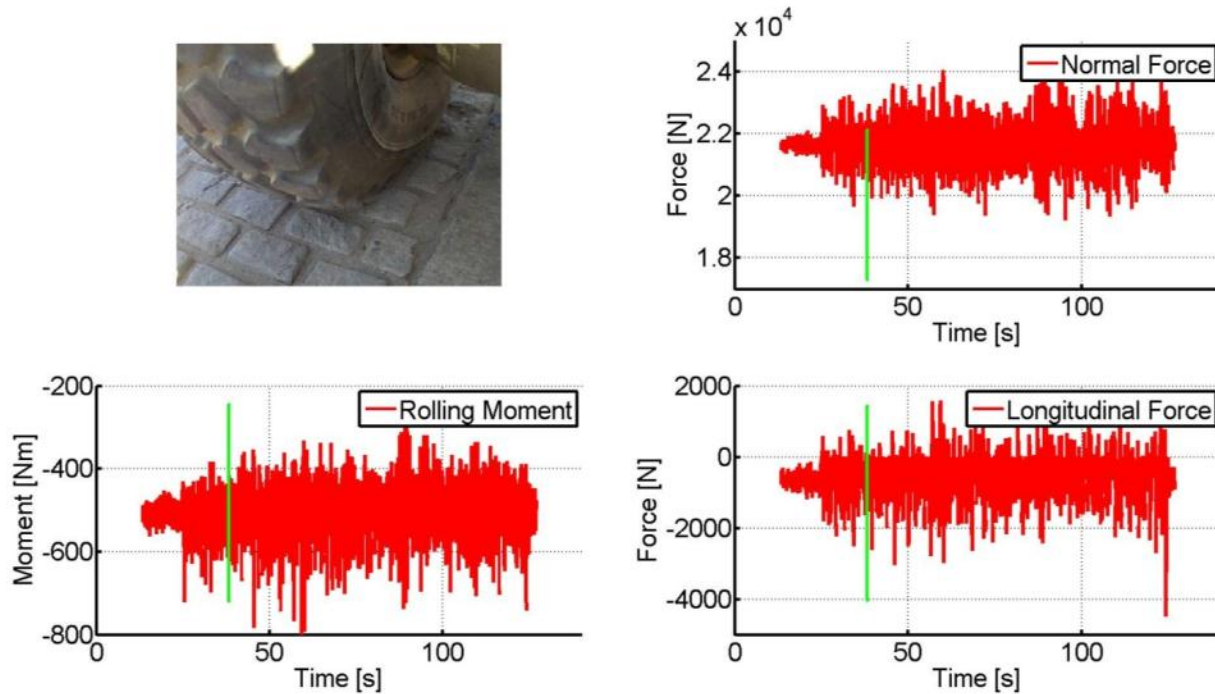 x 10^4
Normal Force
2.4
2.2
2
1.8
Force [N]
0
50
100
Time [s]
-200
-400
-600
-800
Moment [Nm]
Rolling Moment
0
50
100
Time [s]
2000
0
-2000
-4000
Force [N]
Longitudinal Force
0
50
100
Time [s]